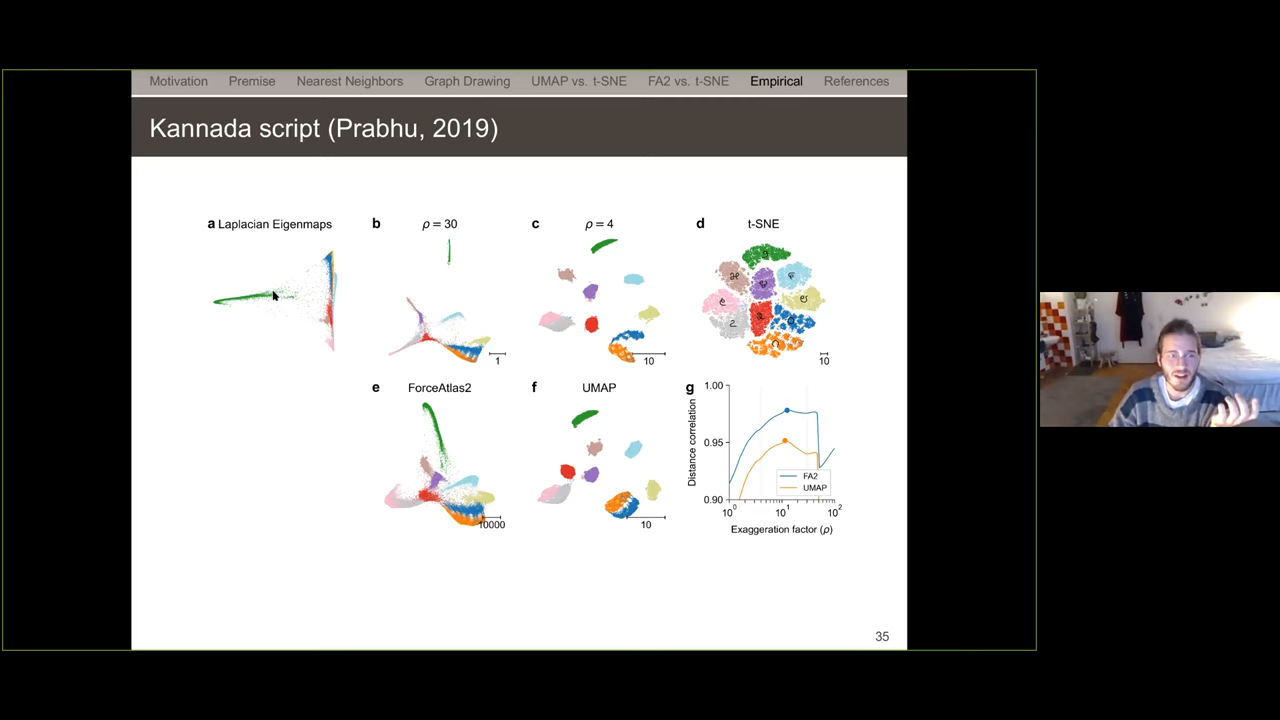 Motivation Premise Nearest Neighbors Graph Drawing UMAP vs. t-SNE FA2 vs. t-SNE Empirical References
Kannada script (Prabhu, 2019)
a Laplacian Eigenmaps
b ρ = 30
1
c ρ = 4
10
d t-SNE
10
e ForceAtlas2
10000
f UMAP
10
g
1.00
0.95
0.90
Distance correlation
FA2
UMAP
10⁰ 10¹ 10²
Exaggeration factor (ρ)
35